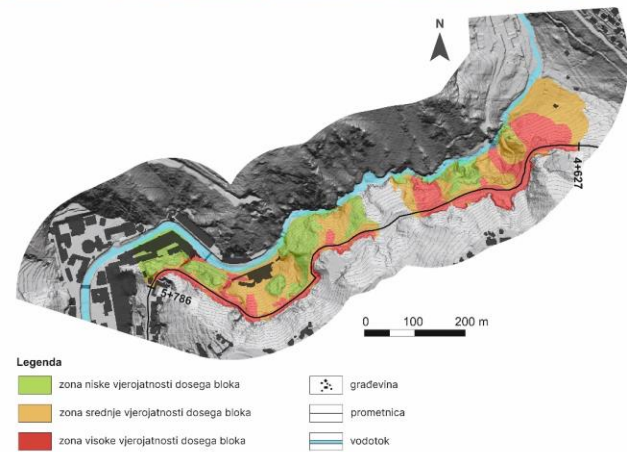 N
4+627
5+786
0 100 200 m
Legenda
zona niske vjerojatnosti dosega bloka
zona srednje vjerojatnosti dosega bloka
zona visoke vjerojatnosti dosega bloka
građevina
prometnica
vodotok